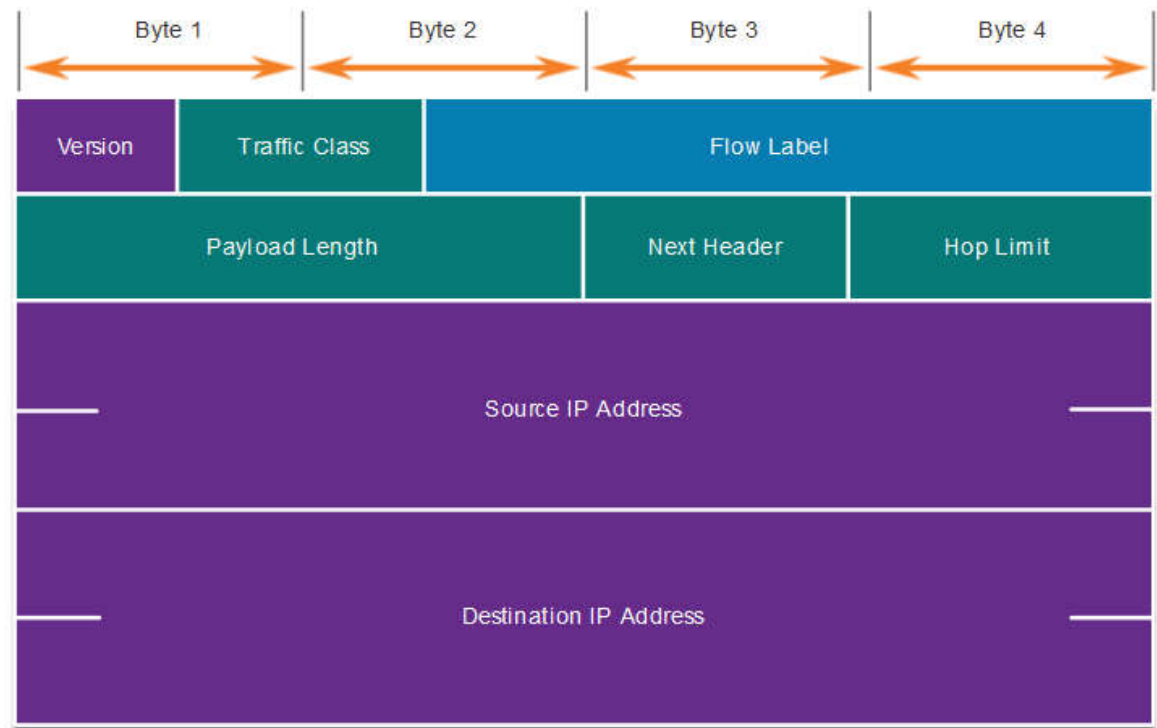 Byte 1 Byte 2 Byte 3 Byte 4
Version Traffic Class Flow Label
Payload Length Next Header Hop Limit
Source IP Address
Destination IP Address